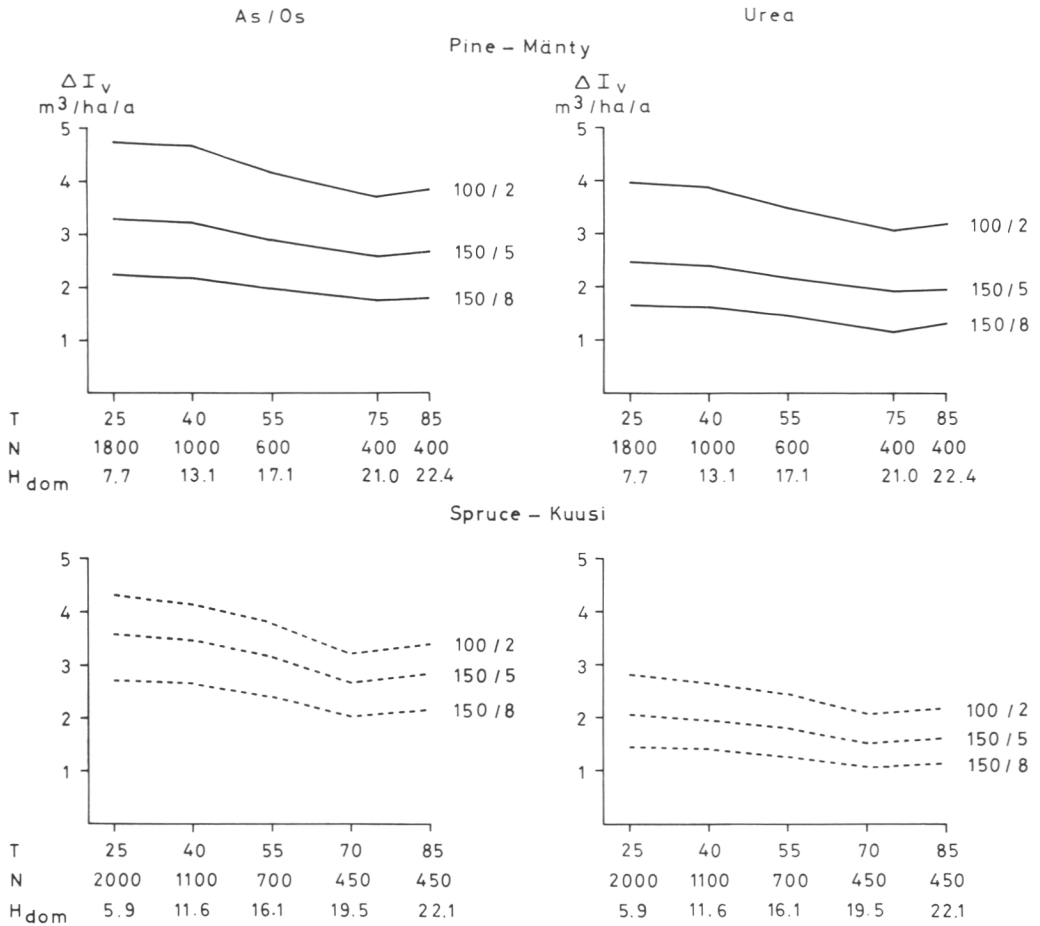 As/Os Urea
Pine – Mänty
Δ I v Δ I v
m³/ha/a m³/ha/a
5 5
4 4
100 / 2
3 3
100 / 2
150 / 5
2 2
150 / 5
150 / 8
1 1
150 / 8
T 25 40 55 75 85 25 40 55 75 85
N 1800 1000 600 400 400 1800 1000 600 400 400
H dom 7.7 13.1 17.1 21.0 22.4 7.7 13.1 17.1 21.0 22.4
Spruce – Kuusi
5 5
4 4
100 / 2
3 3
150 / 5
100 / 2
2 2
150 / 8
150 / 5
1 1
150 / 8
T 25 40 55 70 85 25 40 55 70 85
N 2000 1100 700 450 450 2000 1100 700 450 450
H dom 5.9 11.6 16.1 19.5 22.1 5.9 11.6 16.1 19.5 22.1